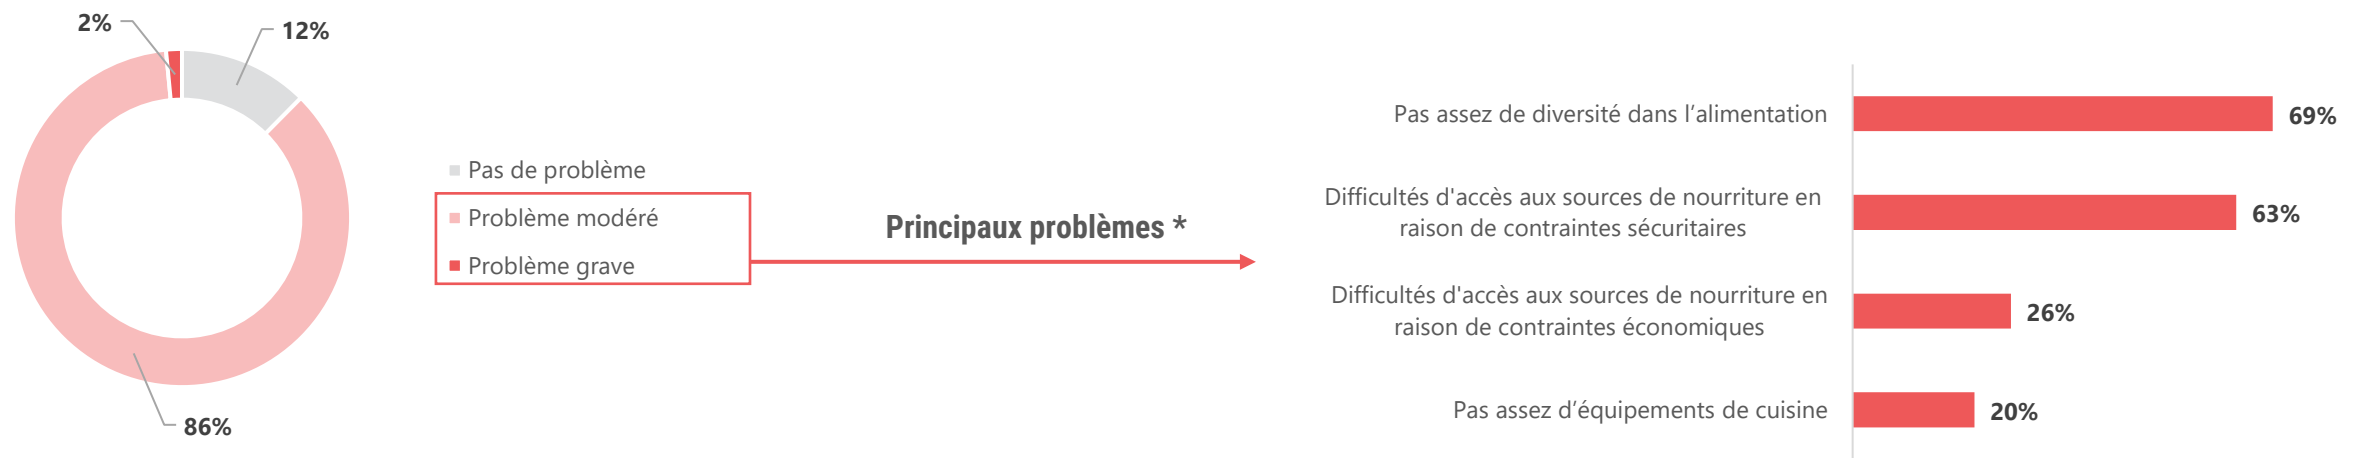 2%
12%
86%
Pas de problème
Problème modéré
Problème grave
Principaux problèmes *
Pas assez de diversité dans l’alimentation
69%
Difficultés d'accès aux sources de nourriture en
raison de contraintes sécuritaires
63%
Difficultés d'accès aux sources de nourriture en
raison de contraintes économiques
26%
Pas assez d’équipements de cuisine
20%